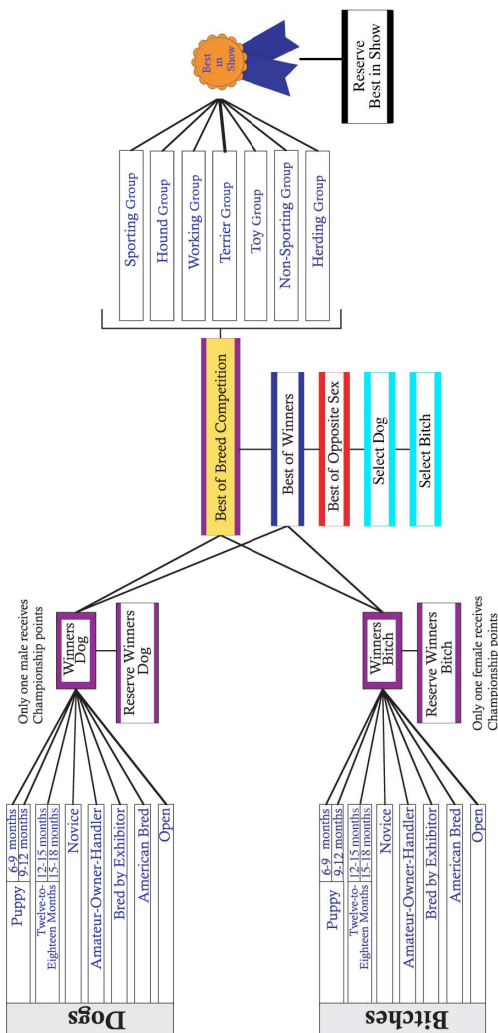 Dogs
Puppy
6-9 months
9-12 months
Twelve-to-
Eighteen Months
12-15 months
15-18 months
Novice
Amateur-Owner-Handler
Bred by Exhibitor
American Bred
Open
Only one male receives
Championship points
Winners
Dog
Reserve Winners
Dog
Bitches
Puppy
6-9 months
9-12 months
Twelve-to-
Eighteen Months
12-15 months
15-18 months
Novice
Amateur-Owner-Handler
Bred by Exhibitor
American Bred
Open
Winners
Bitch
Reserve Winners
Bitch
Only one female receives
Championship points
Best of Breed Competition
Best of Winners
Best of Opposite Sex
Select Dog
Select Bitch
Sporting Group
Hound Group
Working Group
Terrier Group
Toy Group
Non-Sporting Group
Herding Group
Best
in
Show
Reserve
Best in Show